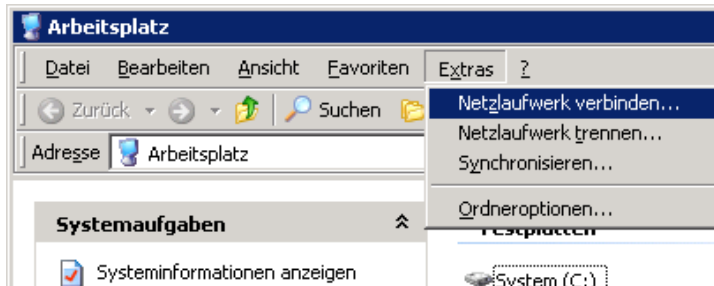 Arbeitsplatz
Datei Bearbeiten Ansicht Favoriten Extras ?
Zurück Suchen
Netzlaufwerk verbinden...
Netzlaufwerk trennen...
Synchronisieren...
Ordneroptionen...
Adresse Arbeitsplatz
Systemaufgaben
Festplatten
Systeminformationen anzeigen
System (C:)